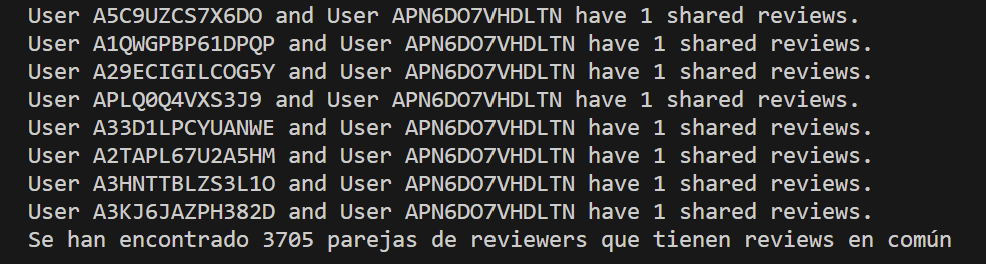 User A5C9UZCS7X6DO and User APN6DO7VHDLTN have 1 shared reviews.
User A1QWGPBP61DPQP and User APN6DO7VHDLTN have 1 shared reviews.
User A29ECIGILCOG5Y and User APN6DO7VHDLTN have 1 shared reviews.
User APLQ0Q4VXS3J9 and User APN6DO7VHDLTN have 1 shared reviews.
User A33D1LPCYUANWE and User APN6DO7VHDLTN have 1 shared reviews.
User A2TAPL67U2A5HM and User APN6DO7VHDLTN have 1 shared reviews.
User A3HNTTBLZS3L1O and User APN6DO7VHDLTN have 1 shared reviews.
User A3KJ6JAZPH382D and User APN6DO7VHDLTN have 1 shared reviews.
Se han encontrado 3705 parejas de reviewers que tienen reviews en común